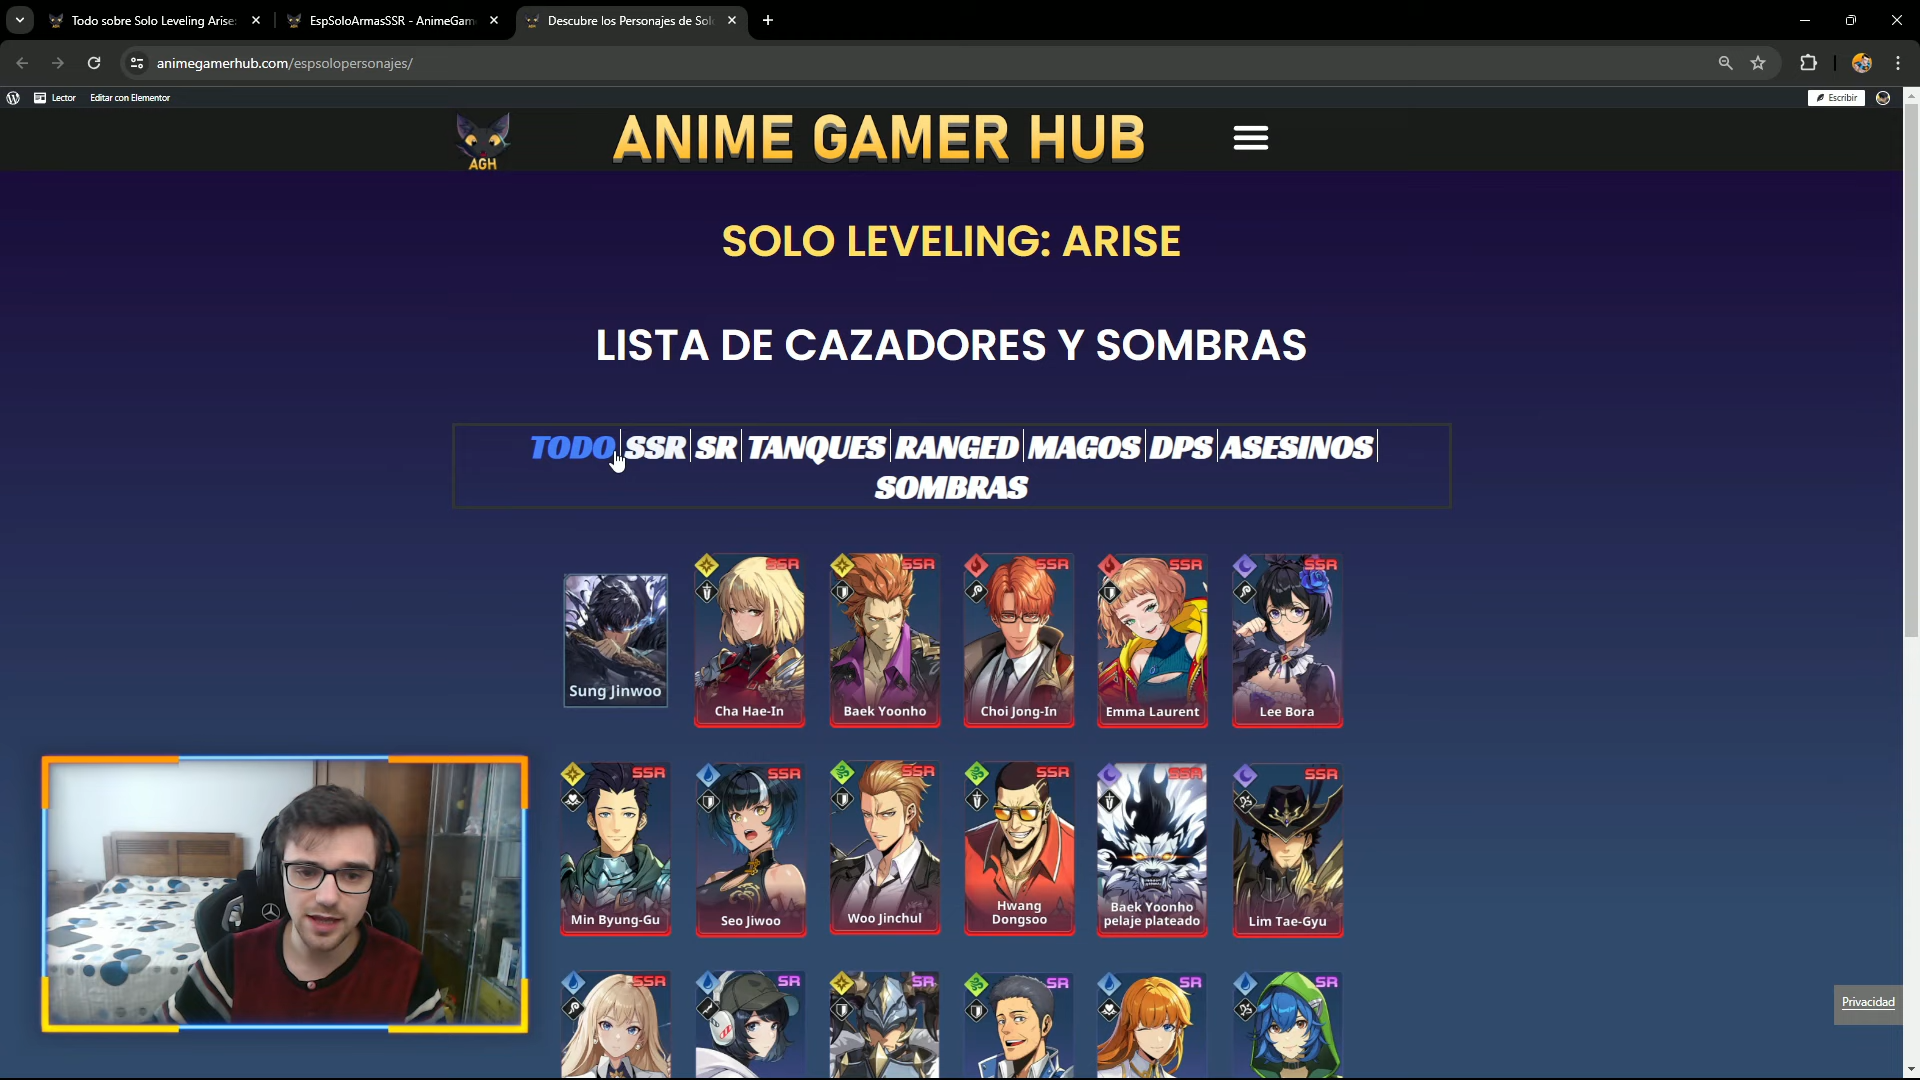 Todo sobre Solo Leveling Arise:
EspSoloArmasSSR - AnimeGam
Descubre los Personajes de Sol
animegamerhub.com/espsolopersonajes/
Lector
Editar con Elementor
Escribir
AGH
ANIME GAMER HUB
SOLO LEVELING: ARISE
LISTA DE CAZADORES Y SOMBRAS
TODO SSR SR TANQUES RANGED MAGOS DPS ASESINOS
SOMBRAS
SSR SSR SSR SSR SSR
Sung Jinwoo
Cha Hae-In
Baek Yoonho
Choi Jong-In
Emma Laurent
Lee Bora
SSR SSR SSR SSR SSR SSR
Min Byung-Gu
Seo Jiwoo
Woo Jinchul
Hwang
Dongsoo
Baek Yoonho
pelaje plateado
Lim Tae-Gyu
SSR SR SR SR SR SR
Privacidad